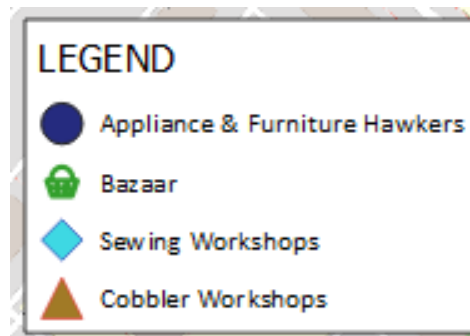 LEGEND
Appliance & Furniture Hawkers
Bazaar
Sewing Workshops
Cobbler Workshops